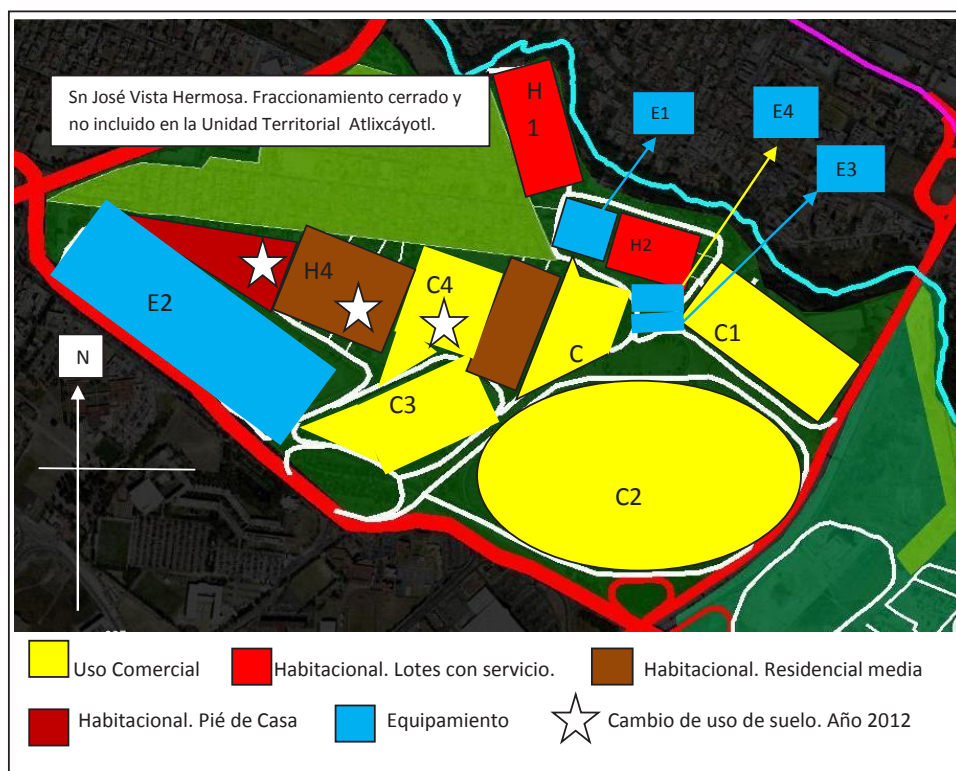 Sn José Vista Hermosa. Fraccionamiento cerrado y
no incluido en la Unidad Territorial Atlixcáyotl.
H
1
E1
E4
E3
H2
H4
C4
E2
C1
C
N
C3
C2
Uso Comercial
Habitacional. Lotes con servicio.
Habitacional. Residencial media
Habitacional. Pié de Casa
Equipamiento
Cambio de uso de suelo. Año 2012